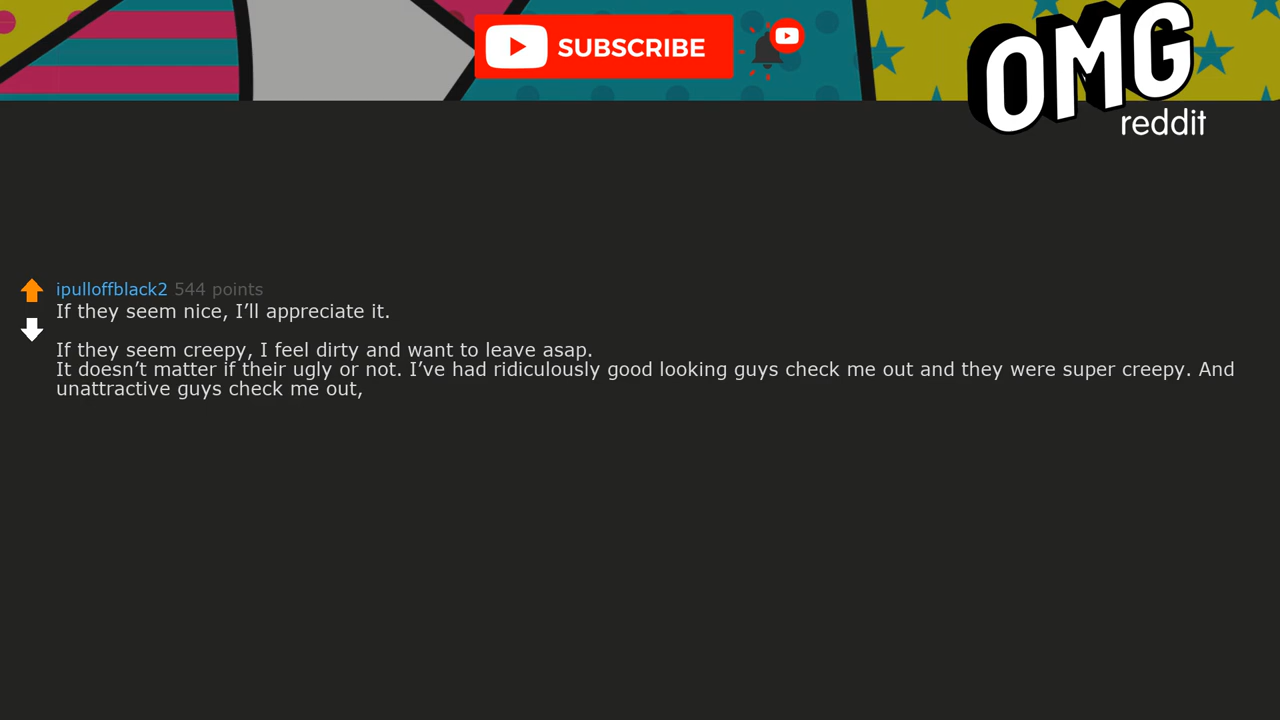 SUBSCRIBE
OMG
reddit
ipulloffblack2 544 points
If they seem nice, I’ll appreciate it.
If they seem creepy, I feel dirty and want to leave asap.
It doesn’t matter if their ugly or not. I’ve had ridiculously good looking guys check me out and they were super creepy. And
unattractive guys check me out,